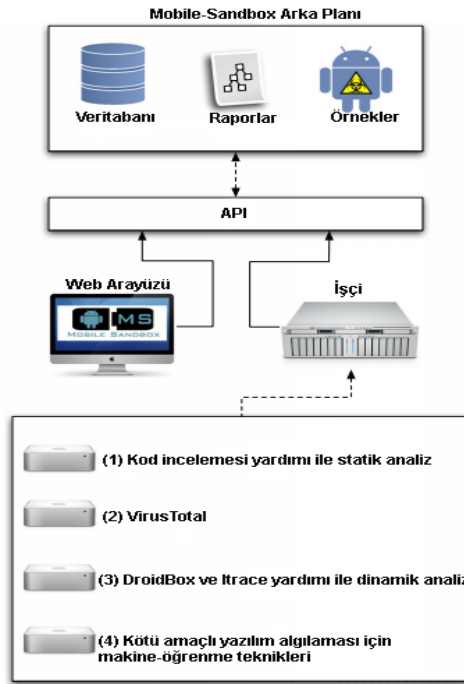 Mobile-Sandbox Arka Planı
Veritabanı
Raporlar
Örnekler
API
Web Arayüzü
İşçi
MS
MOBILE SANDBOX
(1) Kod incelemesi yardımı ile statik analiz
(2) VirusTotal
(3) DroidBox ve ltrace yardımı ile dinamik analiz
(4) Kötü amaçlı yazılım algılaması için
makine-öğrenme teknikleri